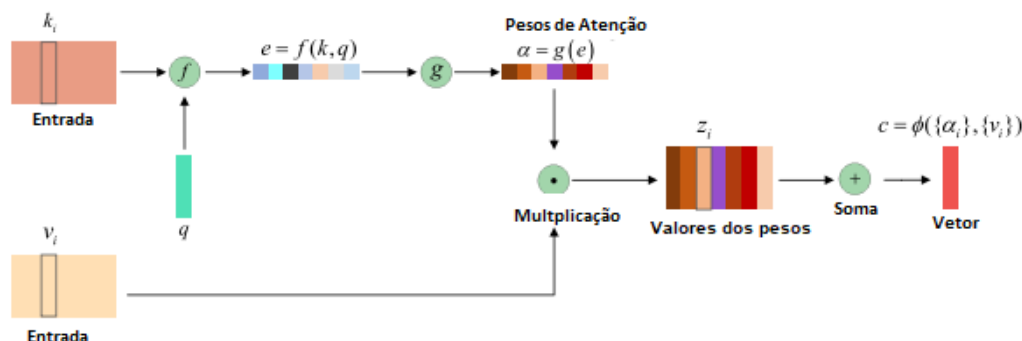 k_i
Entrada
f
q
e = f(k,q)
g
Pesos de Atenção
α = g(e)
v_i
Entrada
Multplicação
z_i
Valores dos pesos
+
Soma
c = ϕ({α_i},{v_i})
Vetor